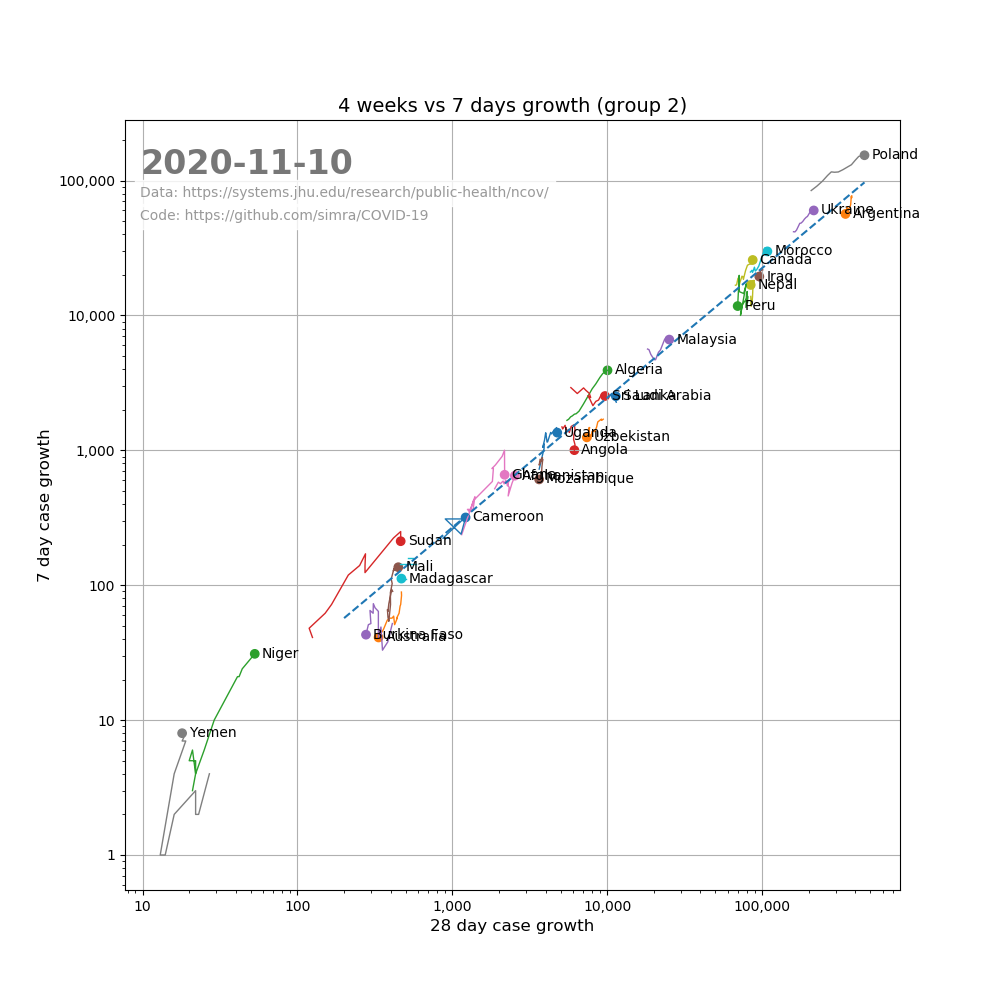 4 weeks vs 7 days growth (group 2)
2020-11-10
Data: https://systems.jhu.edu/research/public-health/ncov/
Code: https://github.com/simra/COVID-19
Poland
100,000
Ukraine
Argentina
Morocco
Canada
Iraq
Nepal
Peru
10,000
Malaysia
Algeria
Sri Lanka
Saudi Arabia
Uganda
Uzbekistan
1,000
Angola
Ghana
Afghanistan
Mozambique
Cameroon
Sudan
Mali
Madagascar
100
Burkina Faso
Australia
Niger
10
Yemen
1
7 day case growth
10
100
1,000
10,000
100,000
28 day case growth